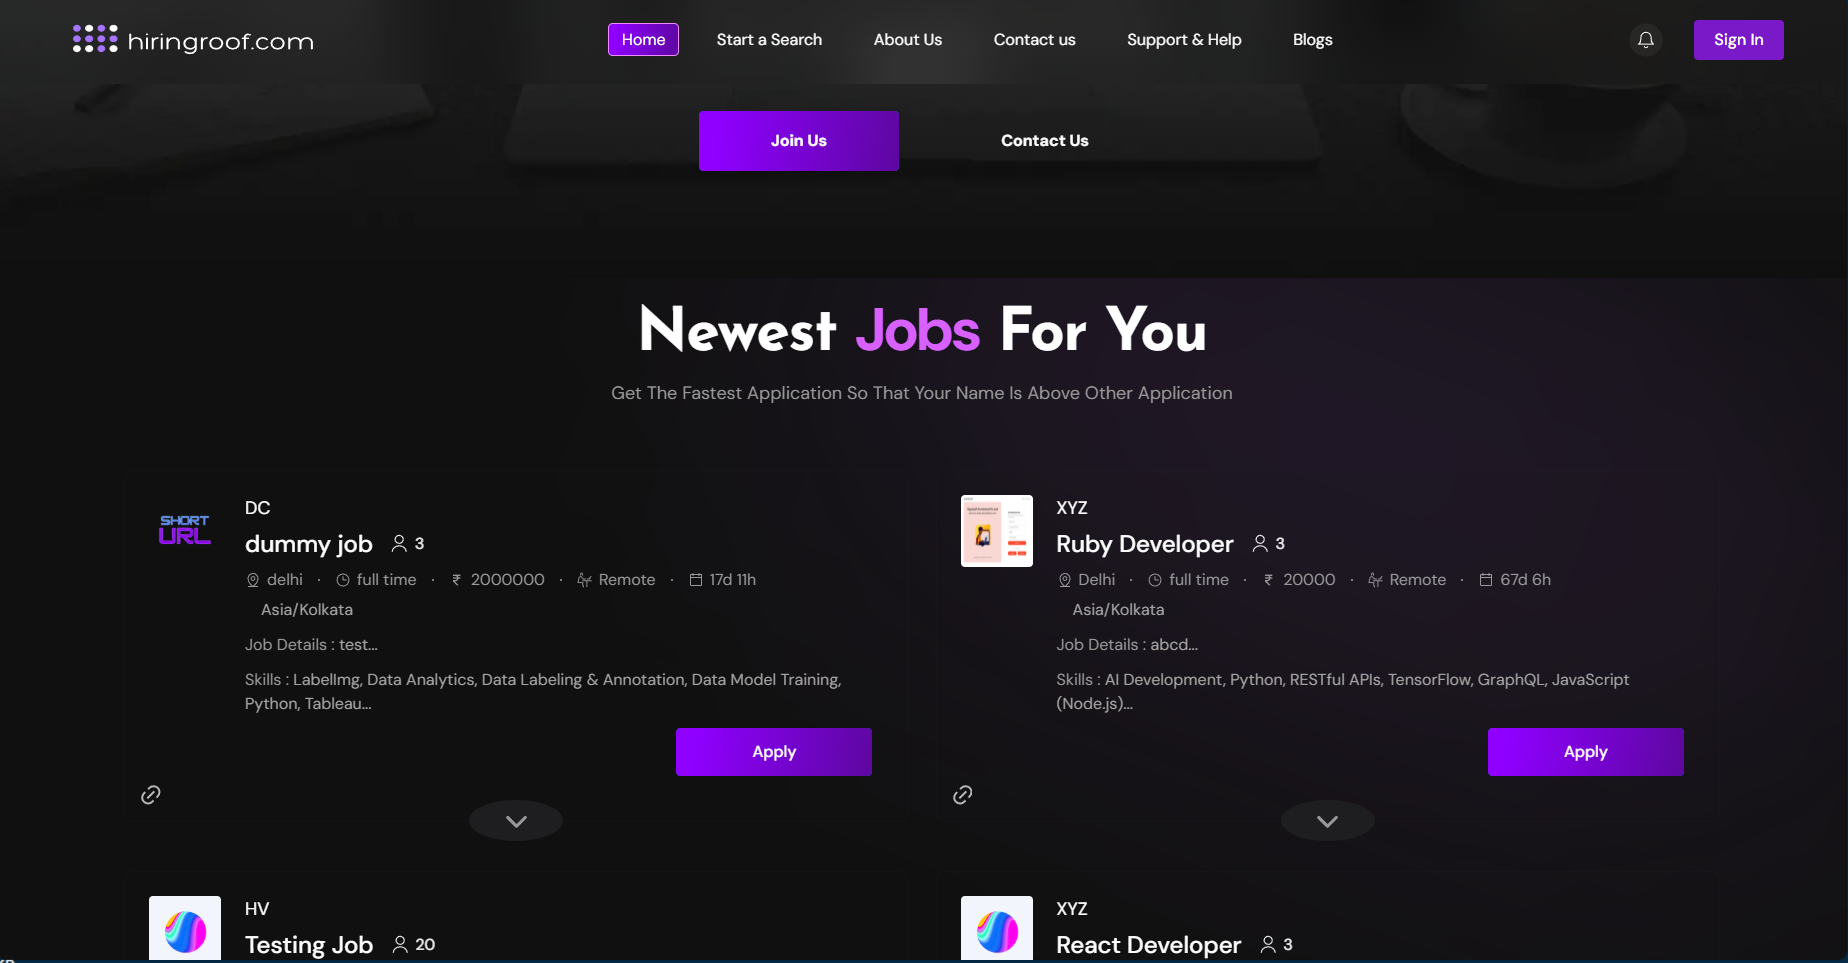 hiringroof.com
Home Start a Search About Us Contact us Support & Help Blogs Sign In
Join Us Contact Us
Newest Jobs For You
Get The Fastest Application So That Your Name Is Above Other Application
SHORT URL
DC
dummy job 3
delhi · full time · ₹ 2000000 · Remote · 17d 11h
Asia/Kolkata
Job Details : test...
Skills : LabelImg, Data Analytics, Data Labeling & Annotation, Data Model Training,
Python, Tableau...
Apply
XYZ
Ruby Developer 3
Delhi · full time · ₹ 20000 · Remote · 67d 6h
Asia/Kolkata
Job Details : abcd...
Skills : AI Development, Python, RESTful APIs, TensorFlow, GraphQL, JavaScript
(Node.js)...
Apply
HV
Testing Job 20
XYZ
React Developer 3